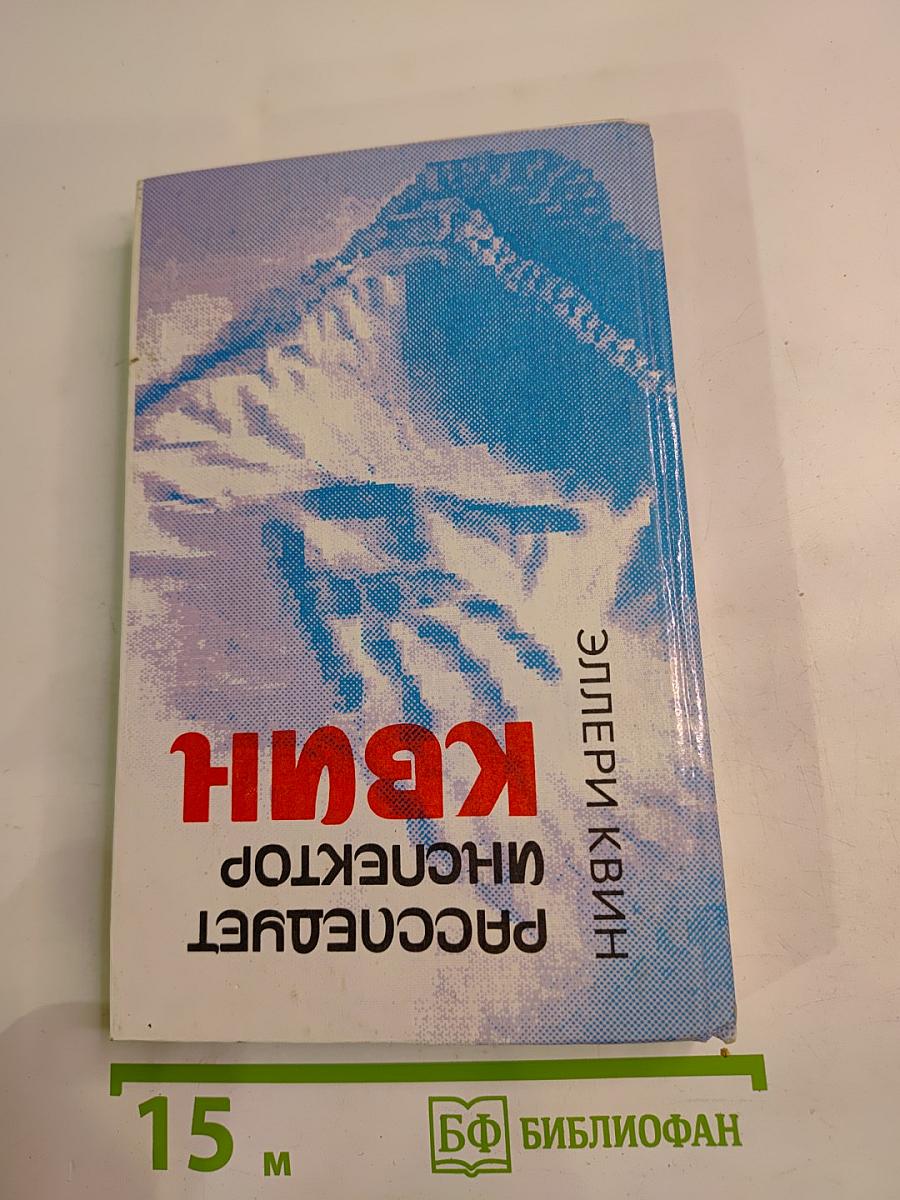 РАССЛЕДУЕТ
ИНСПЕКТОР
КВИН
ЭЛЛЕРИ КВИН
15 м
БФ БИБЛИОФАН